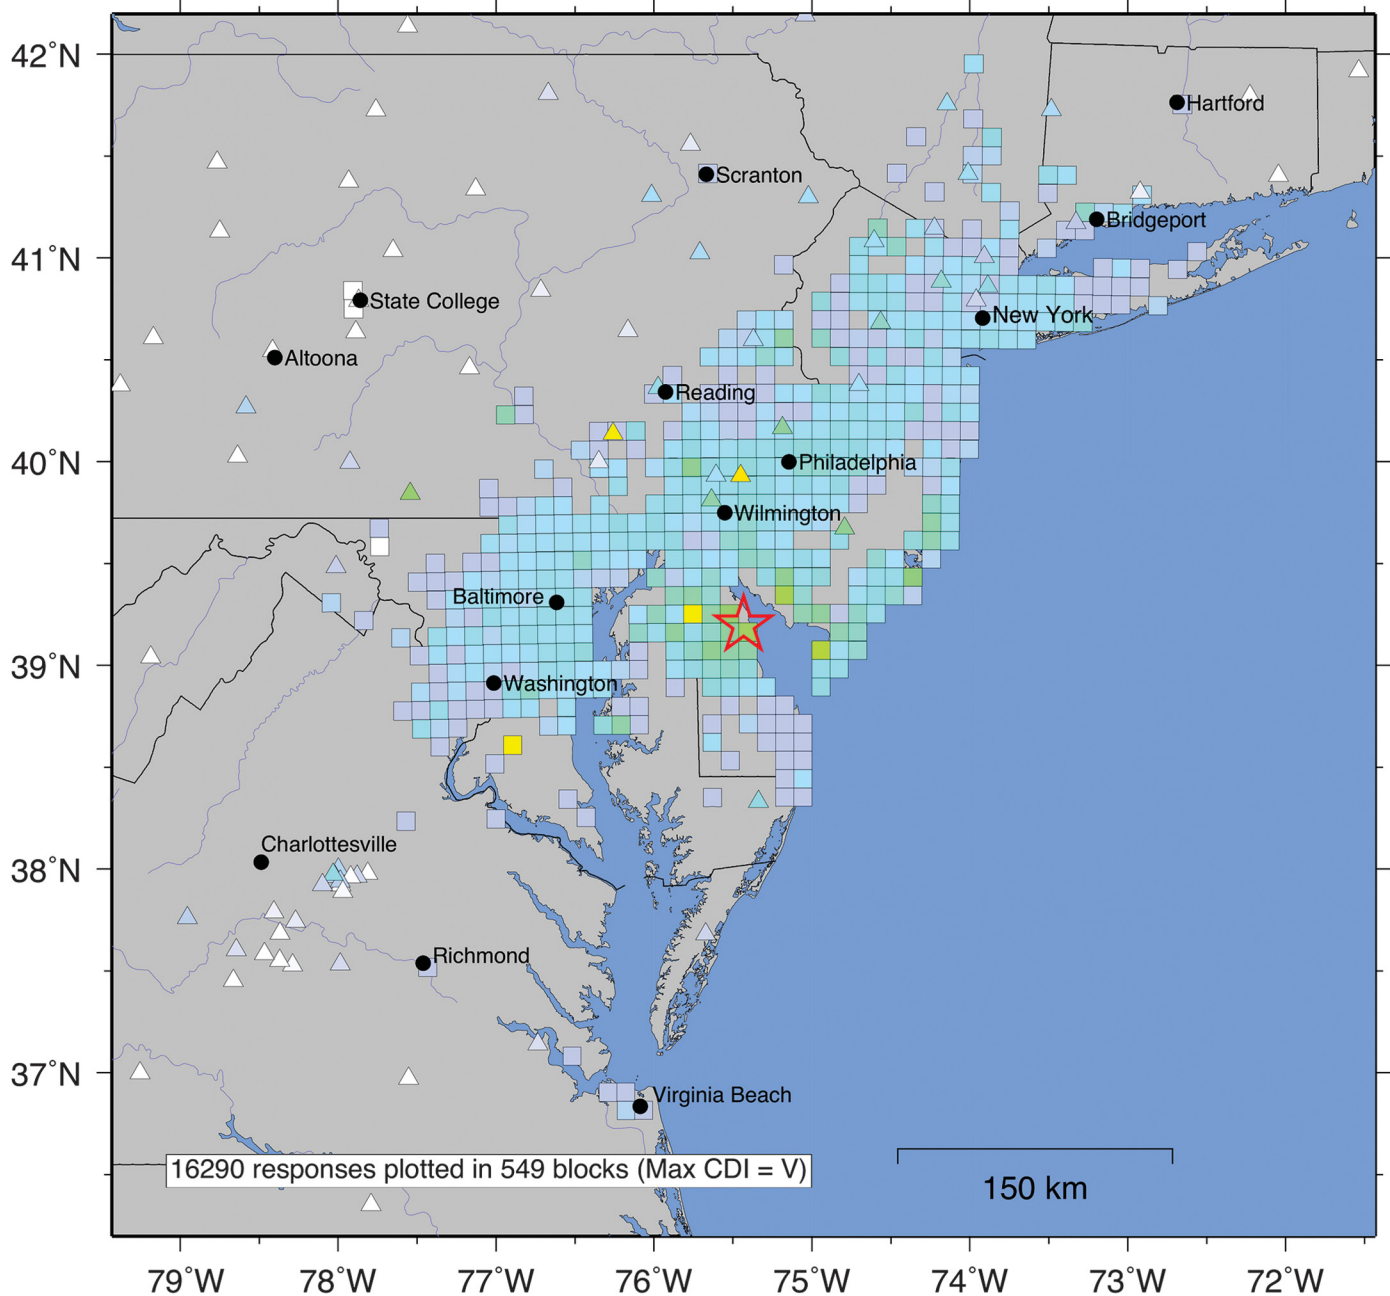 42˚N
Hartford
Scranton
Bridgeport
41˚N
State College
New York
Altoona
Reading
40˚N
Philadelphia
Wilmington
Baltimore
39˚N
Washington
Charlottesville
38˚N
Richmond
37˚N
Virginia Beach
16290 responses plotted in 549 blocks (Max CDI = V)
150 km
79˚W 78˚W 77˚W 76˚W 75˚W 74˚W 73˚W 72˚W